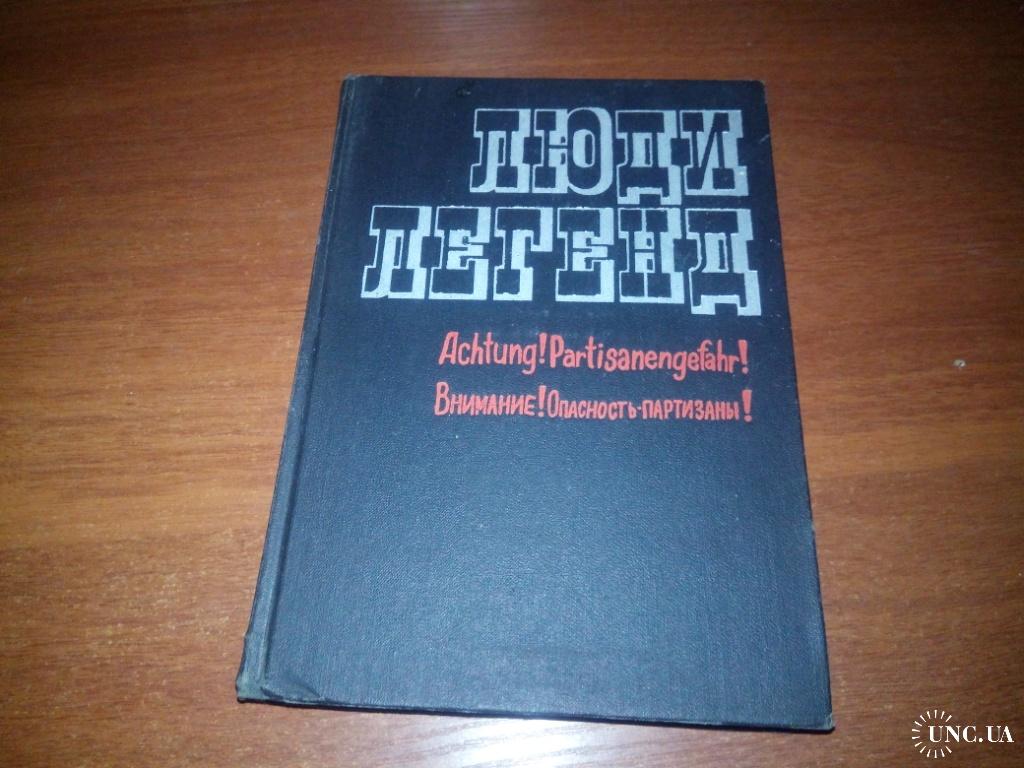 ЛЮДИ
ЛЕГЕНД
Achtung! Partisanengefahr!
Внимание! Опасность-партизаны!
UNC.UA